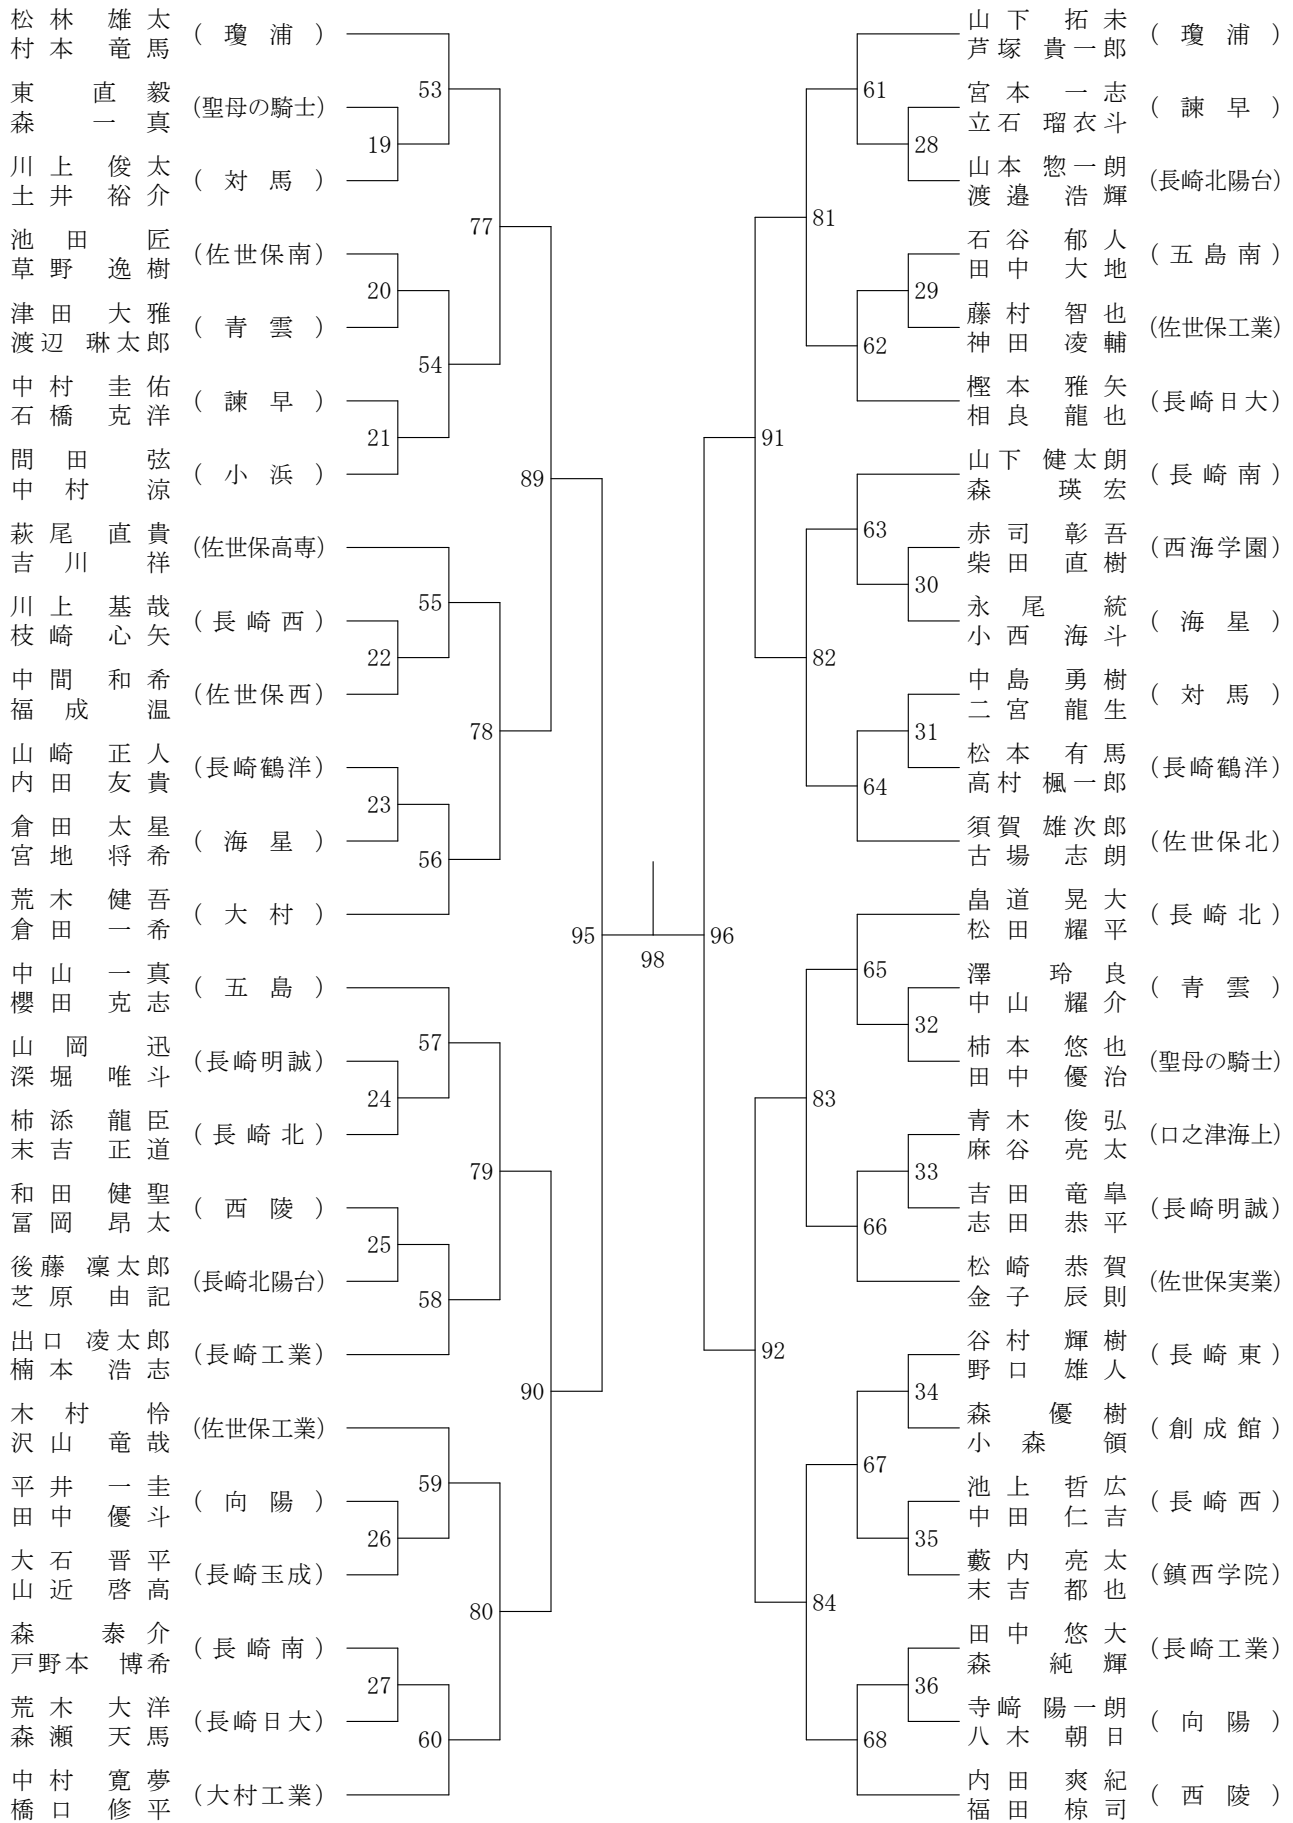 松林 雄太
村本 竜馬
(瓊浦)
東 直毅
森 一真
(聖母の騎士)
川上 俊太
土井 裕介
(対馬)
池田 匠
草野 逸樹
(佐世保南)
津田 大雅
渡辺 琳太郎
(青雲)
中村 圭佑
石橋 克洋
(諫早)
問田 弦
中村 涼
(小浜)
萩尾 直貴
吉川 祥
(佐世保高専)
川上 基哉
枝崎 心矢
(長崎西)
中間 和希
福成 温
(佐世保西)
山崎 正人
内田 友貴
(長崎鶴洋)
倉田 太星
宮地 将希
(海星)
荒木 健吾
倉田 一希
(大村)
中山 一真
櫻田 克志
(五島)
山岡 迅
深堀 唯斗
(長崎明誠)
柿添 龍臣
末吉 正道
(長崎北)
和田 健聖
冨岡 昂太
(西陵)
後藤 凜太郎
芝原 由記
(長崎北陽台)
出口 凌太郎
楠本 浩志
(長崎工業)
木村 怜
沢山 竜哉
(佐世保工業)
平井 一圭
田中 優斗
(向陽)
大石 晋平
山近 啓高
(長崎玉成)
森 泰介
戸野本 博希
(長崎南)
荒木 大洋
森瀬 天馬
(長崎日大)
中村 寛夢
橋口 修平
(大村工業)
19
20
21
22
23
24
25
26
27
53
54
55
56
57
58
59
60
77
78
79
80
89
90
95
98
96
91
92
81
82
83
84
61
62
63
64
65
66
67
68
28
29
30
31
32
33
34
35
36
山下 拓未
芦塚 貴一郎
(瓊浦)
宮本 一志
立石 瑠衣斗
(諫早)
山本 惣一朗
渡邉 浩輝
(長崎北陽台)
石谷 郁人
田中 大地
(五島南)
藤村 智也
神田 凌輔
(佐世保工業)
樫本 雅矢
相良 龍也
(長崎日大)
山下 健太朗
森 瑛宏
(長崎南)
赤司 彰吾
柴田 直樹
(西海学園)
永尾 統
小西 海斗
(海星)
中島 勇樹
二宮 龍生
(対馬)
松本 有馬
高村 楓一郎
(長崎鶴洋)
須賀 雄次郎
古場 志朗
(佐世保北)
畠道 晃大
松田 耀平
(長崎北)
澤 玲良
中山 耀介
(青雲)
柿本 悠也
田中 優治
(聖母の騎士)
青木 俊弘
麻谷 亮太
(口之津海上)
吉田 竜皐
志田 恭平
(長崎明誠)
松崎 恭賀
金子 辰則
(佐世保実業)
谷村 輝樹
野口 雄人
(長崎東)
森 優樹
小森 領
(創成館)
池上 哲広
中田 仁吉
(長崎西)
藪内 亮太
末吉 都也
(鎮西学院)
田中 悠大
森 純輝
(長崎工業)
寺﨑 陽一朗
八木 朝日
(向陽)
内田 爽紀
福田 椋司
(西陵)